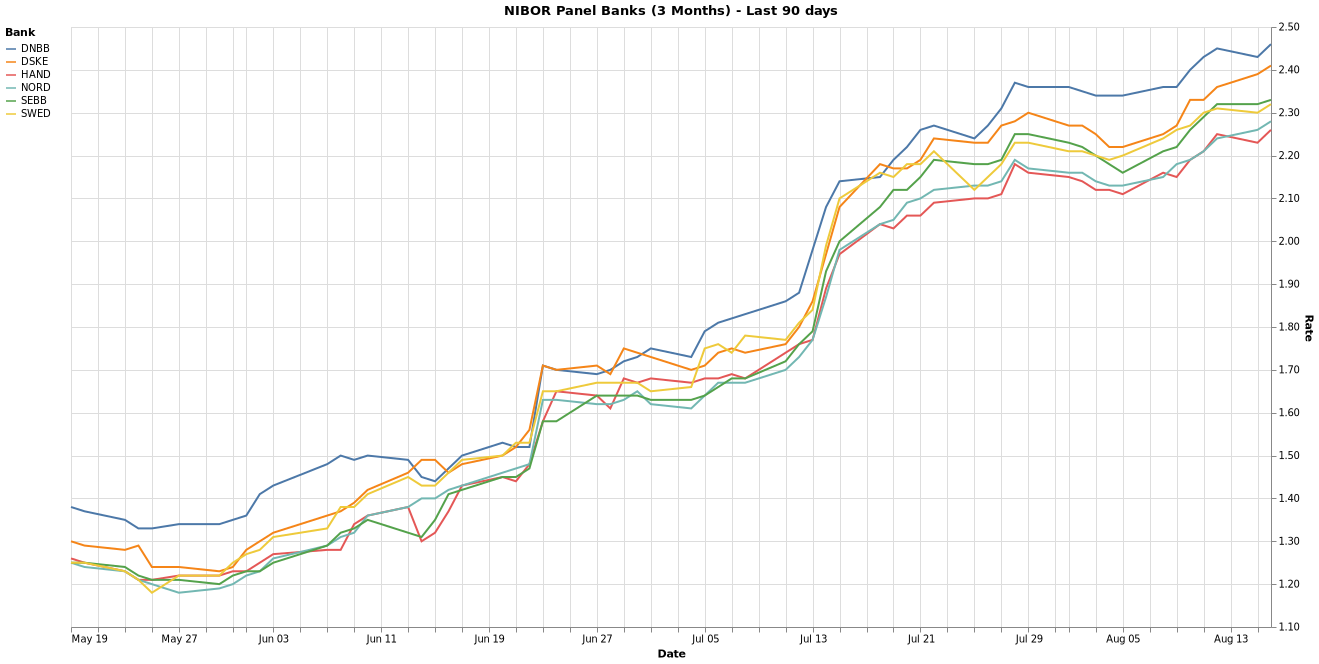 NIBOR Panel Banks (3 Months) - Last 90 days
Bank
DNBB
DSKE
HAND
NORD
SEBB
SWED
2.50
2.40
2.30
2.20
2.10
2.00
1.90
1.80
1.70
1.60
1.50
1.40
1.30
1.20
1.10
Rate
May 19 May 27 Jun 03 Jun 11 Jun 19 Jun 27 Jul 05 Jul 13 Jul 21 Jul 29 Aug 05 Aug 13
Date